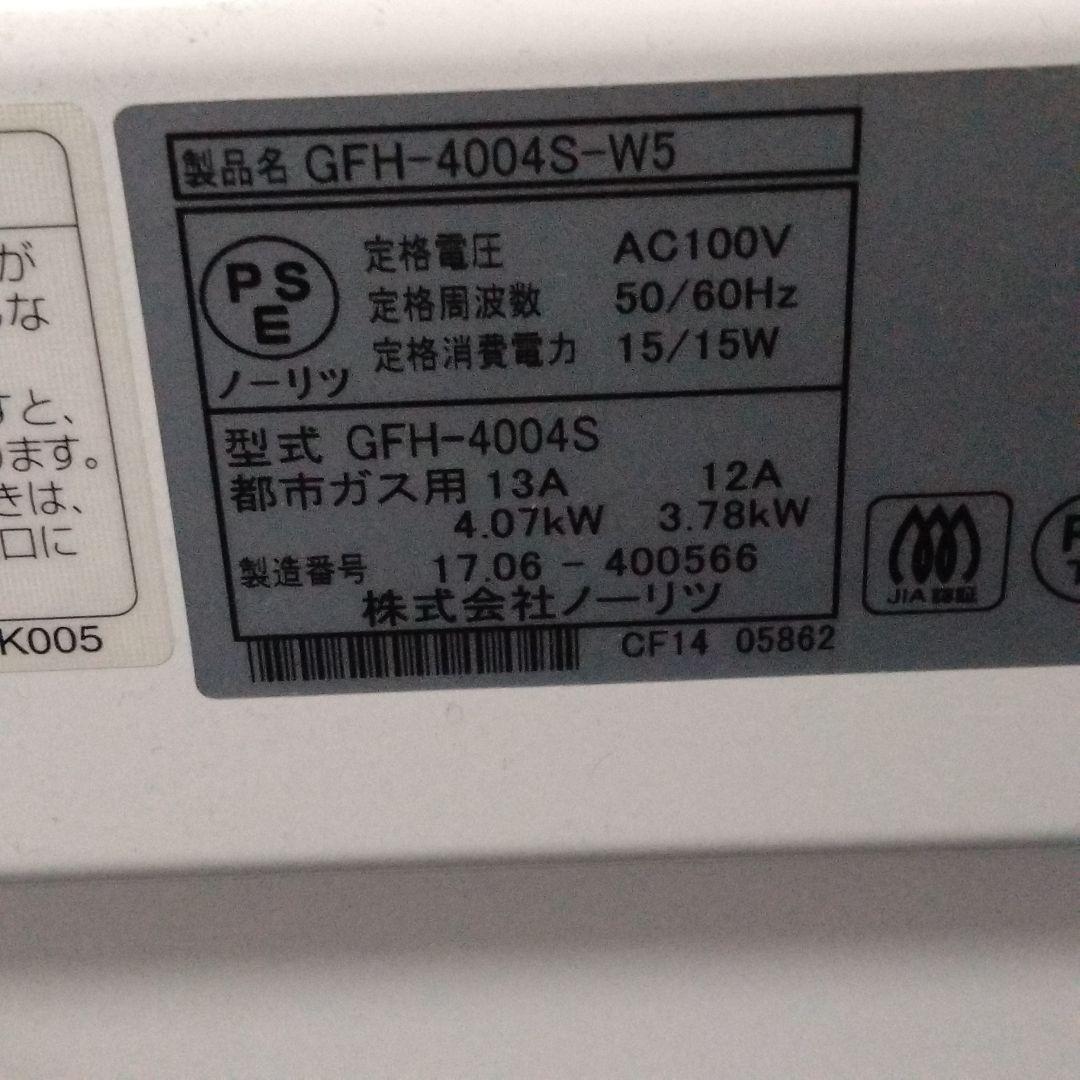 が
な
すと、
ます。
きは、
口に
K005
製品名 GFH-4004S-W5
PSE
ノーリツ
定格電圧 AC100V
定格周波数 50/60Hz
定格消費電力 15/15W
型式 GFH-4004S
都市ガス用 13A 12A
4.07kW 3.78kW
製造番号 17.06 - 400566
株式会社ノーリツ
CF14 05862
JIA 認証